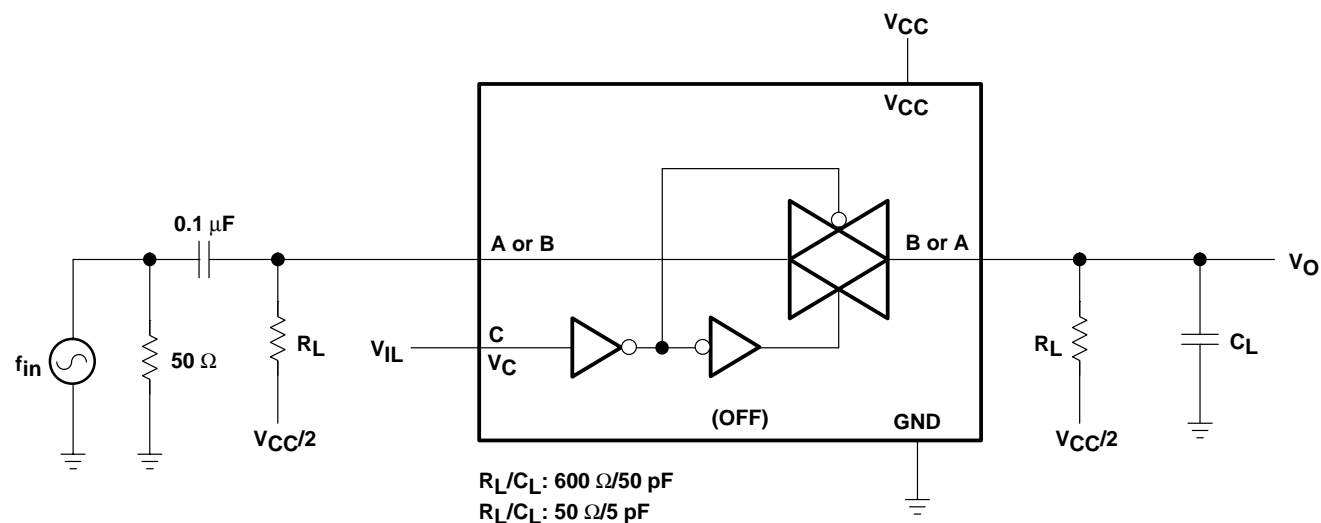 VCC
VCC
0.1 μF
A or B
B or A
VO
fin
50 Ω
RL
VCC/2
VIL
C
VC
(OFF)
GND
RL
VCC/2
CL
RL/CL: 600 Ω/50 pF
RL/CL: 50 Ω/5 pF